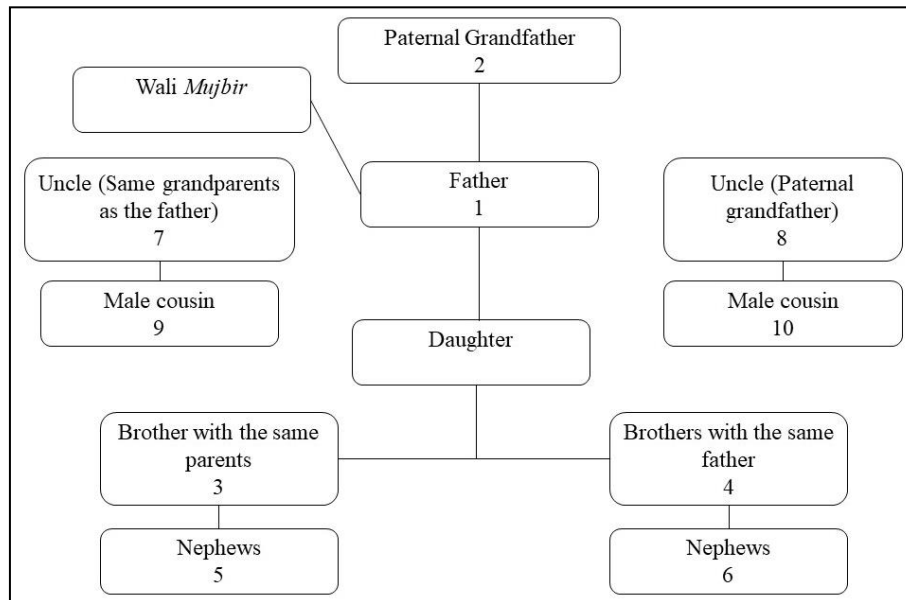 Paternal Grandfather
2
Wali Mujbir
Father
1
Uncle (Same grandparents
as the father)
7
Uncle (Paternal
grandfather)
8
Male cousin
9
Male cousin
10
Daughter
Brother with the same
parents
3
Brothers with the same
father
4
Nephews
5
Nephews
6